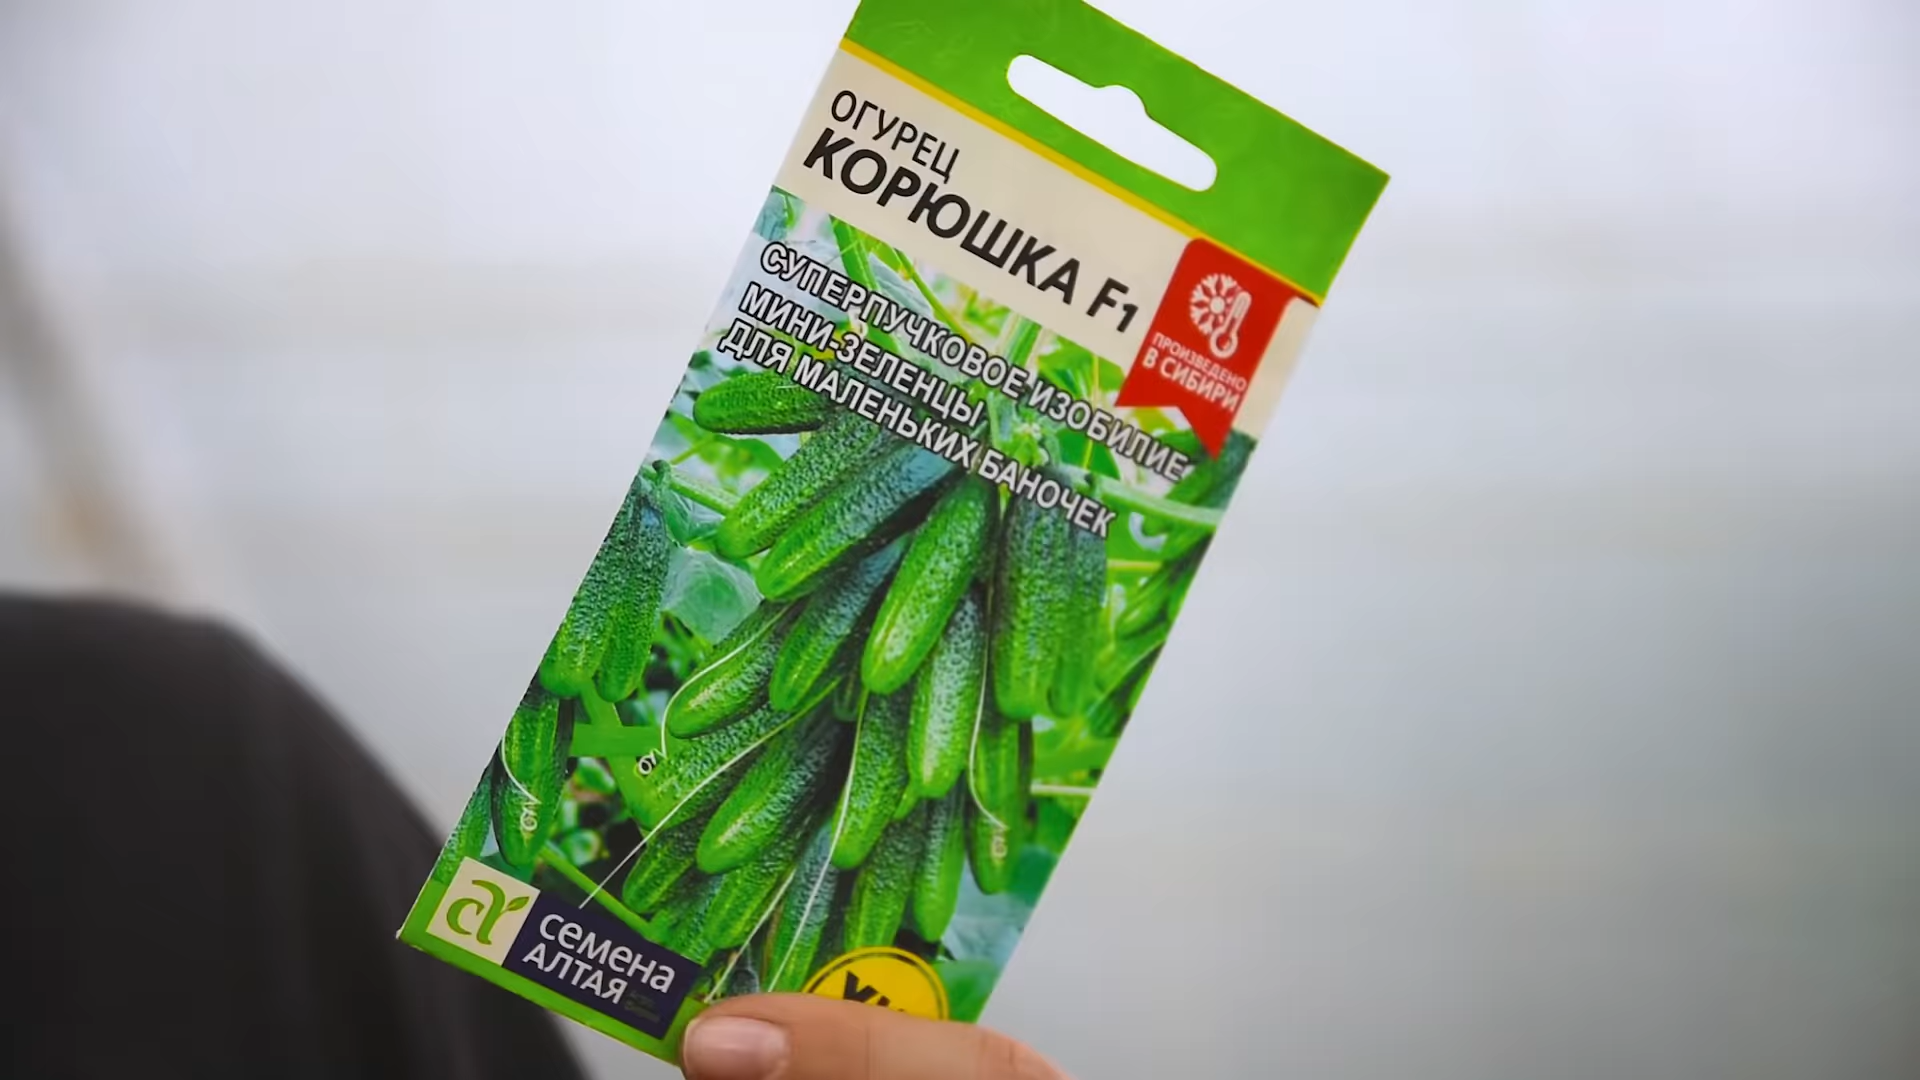 ОГУРЕЦ
КОРЮШКА F1
ПРОИЗВЕДЕНО
В СИБИРИ
СУПЕРПУЧКОВОЕ ИЗОБИЛИЕ
МИНИ-ЗЕЛЕНЦЫ
ДЛЯ МАЛЕНЬКИХ БАНОЧЕК
семена
АЛТАЯ